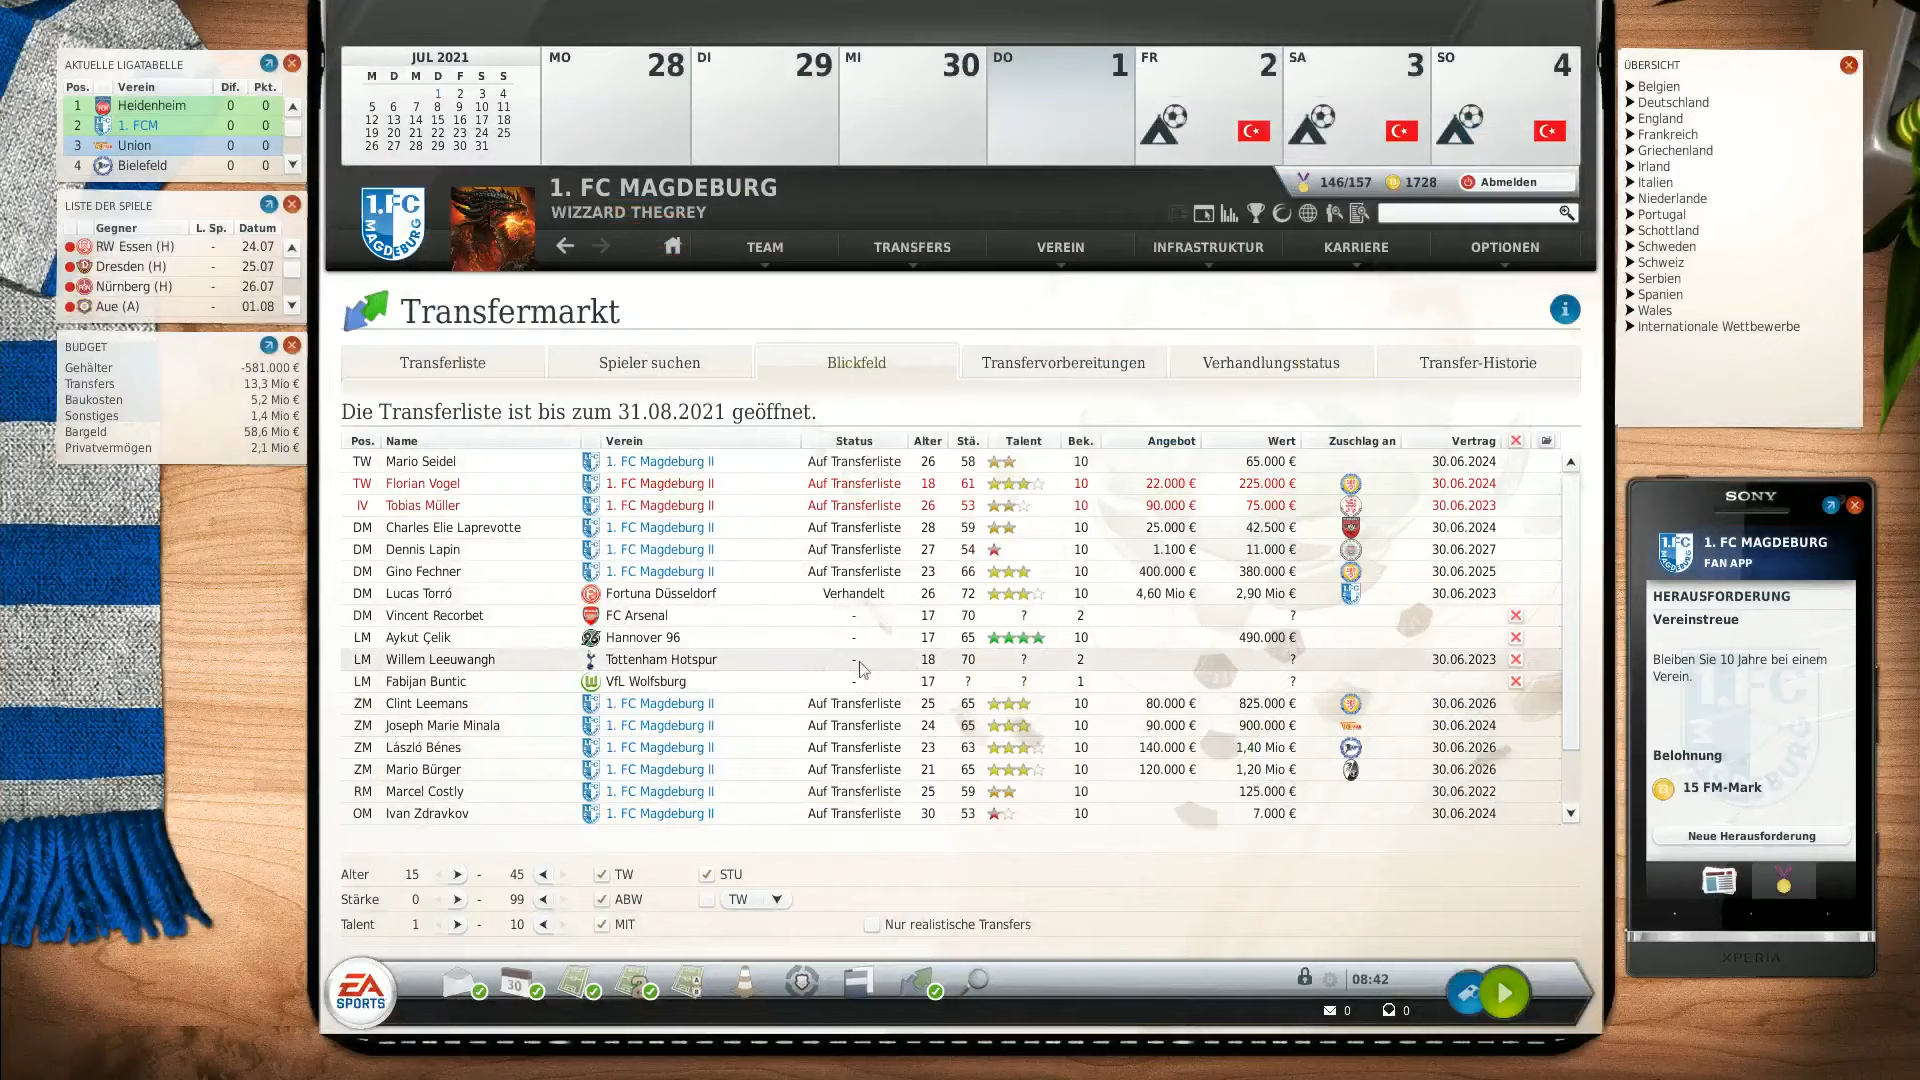 AKTUELLE LIGATABELLE
Pos. Verein Dif. Pkt.
1 Heidenheim 0 0
2 1. FCM 0 0
3 Union 0 0
4 Bielefeld 0 0
LISTE DER SPIELE
Gegner L. Sp. Datum
RW Essen (H) - 24.07
Dresden (H) - 25.07
Nürnberg (H) - 26.07
Aue (A) - 01.08
BUDGET
Gehälter -581.000 €
Transfers 13,3 Mio €
Baukosten 5,2 Mio €
Sonstiges 1,4 Mio €
Bargeld 58,6 Mio €
Privatvermögen 2,1 Mio €
JUL 2021
M D M D F S S
1 2 3 4
5 6 7 8 9 10 11
12 13 14 15 16 17 18
19 20 21 22 23 24 25
26 27 28 29 30 31
MO 28 DI 29 MI 30 DO 1 FR 2 SA 3 SO 4
1.FC MAGDEBURG
1. FC MAGDEBURG
WIZZARD THEGREY
146/157 1728 Abmelden
TEAM TRANSFERS VEREIN INFRASTRUKTUR KARRIERE OPTIONEN
Transfermarkt
Transferliste Spieler suchen Blickfeld Transfervorbereitungen Verhandlungsstatus Transfer-Historie
Die Transferliste ist bis zum 31.08.2021 geöffnet.
Pos. Name Verein Status Alter Stä. Talent Bek. Angebot Wert Zuschlag an Vertrag
TW Mario Seidel 1. FC Magdeburg II Auf Transferliste 26 58 10 65.000 € 30.06.2024
TW Florian Vogel 1. FC Magdeburg II Auf Transferliste 18 61 10 22.000 € 225.000 € 30.06.2024
IV Tobias Müller 1. FC Magdeburg II Auf Transferliste 26 53 10 90.000 € 75.000 € 30.06.2023
DM Charles Elie Laprevotte 1. FC Magdeburg II Auf Transferliste 28 59 10 25.000 € 42.500 € 30.06.2024
DM Dennis Lapin 1. FC Magdeburg II Auf Transferliste 27 54 10 1.100 € 11.000 € 30.06.2027
DM Gino Fechner 1. FC Magdeburg II Auf Transferliste 23 66 10 400.000 € 380.000 € 30.06.2025
DM Lucas Torró Fortuna Düsseldorf Verhandelt 26 72 10 4,60 Mio € 2,90 Mio € 30.06.2023
DM Vincent Recorbet FC Arsenal - 17 70 ? 2 ?
LM Aykut Çelik Hannover 96 - 17 65 10 490.000 €
LM Willem Leeuwangh Tottenham Hotspur - 18 70 ? 2 ? 30.06.2023
LM Fabijan Buntic VfL Wolfsburg - 17 ? ? 1 ?
ZM Clint Leemans 1. FC Magdeburg II Auf Transferliste 25 65 10 80.000 € 825.000 € 30.06.2026
ZM Joseph Marie Minala 1. FC Magdeburg II Auf Transferliste 24 65 10 90.000 € 900.000 € 30.06.2024
ZM László Bénes 1. FC Magdeburg II Auf Transferliste 23 63 10 140.000 € 1,40 Mio € 30.06.2026
ZM Mario Bürger 1. FC Magdeburg II Auf Transferliste 21 65 10 120.000 € 1,20 Mio € 30.06.2026
RM Marcel Costly 1. FC Magdeburg II Auf Transferliste 25 59 10 125.000 € 30.06.2022
OM Ivan Zdravkov 1. FC Magdeburg II Auf Transferliste 30 53 10 7.000 € 30.06.2024
Alter 15 - 45 TW STU
Stärke 0 - 99 ABW TW
Talent 1 - 10 MIT Nur realistische Transfers
EA SPORTS
30
08:42
0 0
ÜBERSICHT
Belgien
Deutschland
England
Frankreich
Griechenland
Irland
Italien
Niederlande
Portugal
Schottland
Schweden
Schweiz
Serbien
Spanien
Wales
Internationale Wettbewerbe
SONY
1. FC MAGDEBURG
FAN APP
HERAUSFORDERUNG
Vereinstreue
Bleiben Sie 10 Jahre bei einem
Verein.
Belohnung
15 FM-Mark
Neue Herausforderung
XPERIA